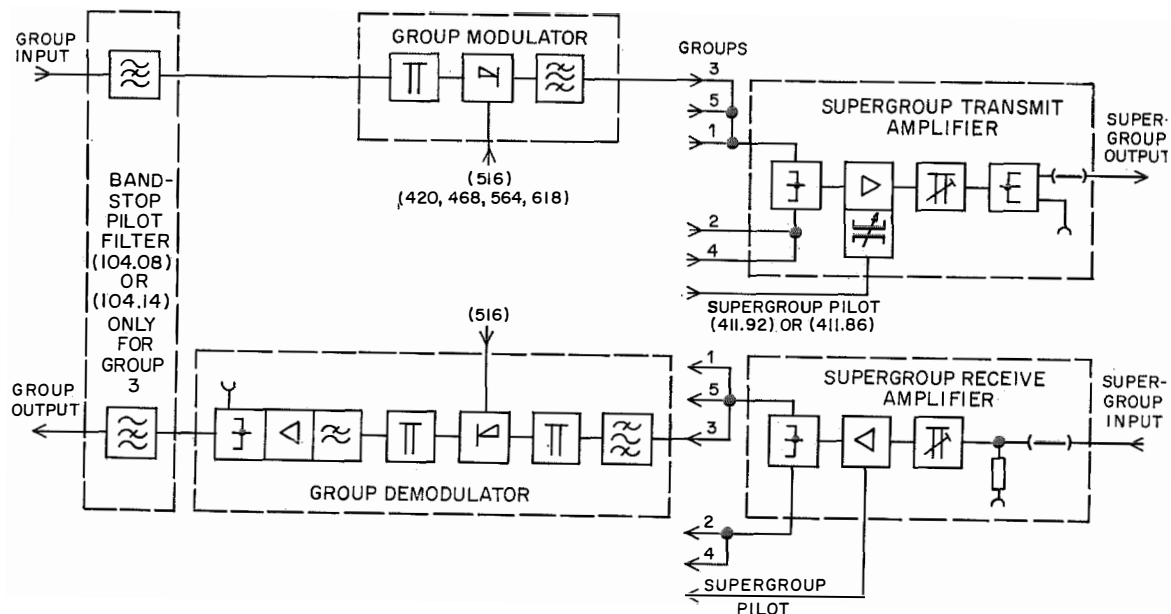 GROUP
INPUT
GROUP MODULATOR
(516)
(420, 468, 564, 618)
GROUPS
3
5
1
2
4
SUPERGROUP TRANSMIT
AMPLIFIER
SUPER-
GROUP
OUTPUT
SUPERGROUP PILOT
(411.92) OR (411.86)
BAND-
STOP
PILOT
FILTER
(104.08)
OR
(104.14)
ONLY
FOR
GROUP
3
GROUP
OUTPUT
(516)
GROUP DEMODULATOR
1
5
3
2
4
SUPERGROUP
PILOT
SUPERGROUP RECEIVE
AMPLIFIER
SUPER-
GROUP
INPUT